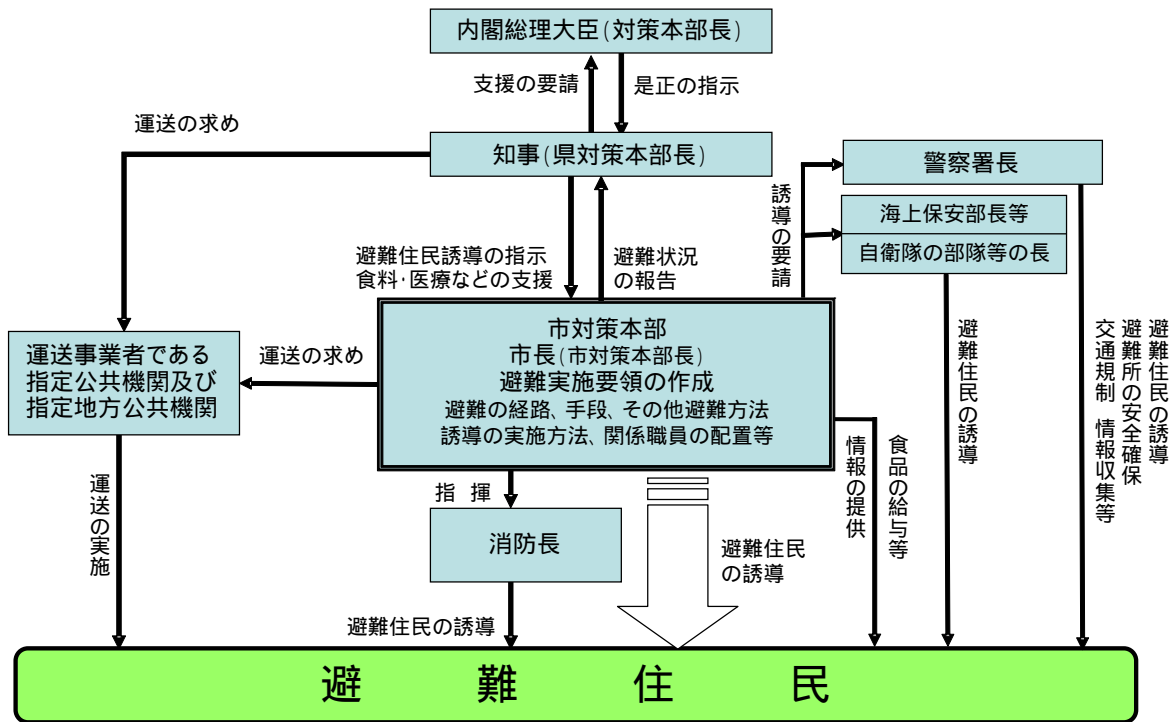 内閣総理大臣(対策本部長)
支援の要請
是正の指示
運送の求め
知事(県対策本部長)
警察署長
誘導の要請
海上保安部長等
自衛隊の部隊等の長
避難住民誘導の指示
食料・医療などの支援
避難状況
の報告
市対策本部
市長(市対策本部長)
避難実施要領の作成
避難の経路、手段、その他避難方法
誘導の実施方法、関係職員の配置等
運送の求め
運送事業者である
指定公共機関及び
指定地方公共機関
避難住民の誘導
避難所の安全確保
交通規制 情報収集等
避難住民の誘導
食品の給与等
情報の提供
運送の実施
指 揮
消防長
避難住民
の誘導
避難住民の誘導
避 難 住 民